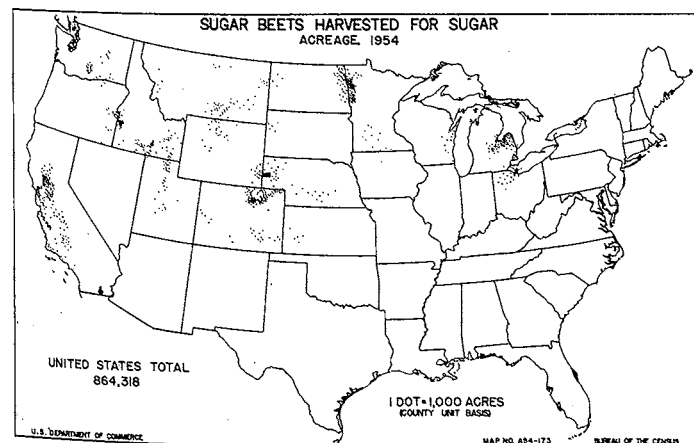 SUGAR BEETS HARVESTED FOR SUGAR
ACREAGE, 1954
UNITED STATES TOTAL
864,318
1 DOT=1,000 ACRES
(COUNTY UNIT BASIS)
U.S. DEPARTMENT OF COMMERCE
MAP NO. A54-173
BUREAU OF THE CENSUS